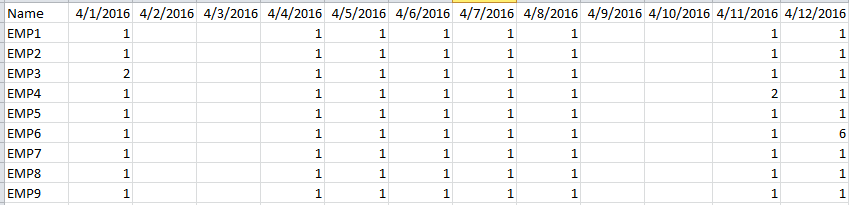 Name 4/1/2016 4/2/2016 4/3/2016 4/4/2016 4/5/2016 4/6/2016 4/7/2016 4/8/2016 4/9/2016 4/10/2016 4/11/2016 4/12/2016
EMP1 1 1 1 1 1 1 1 1
EMP2 1 1 1 1 1 1 1 1
EMP3 2 1 1 1 1 1 1 1
EMP4 1 1 1 1 1 1 2 1
EMP5 1 1 1 1 1 1 1 1
EMP6 1 1 1 1 1 1 1 6
EMP7 1 1 1 1 1 1 1 1
EMP8 1 1 1 1 1 1 1 1
EMP9 1 1 1 1 1 1 1 1